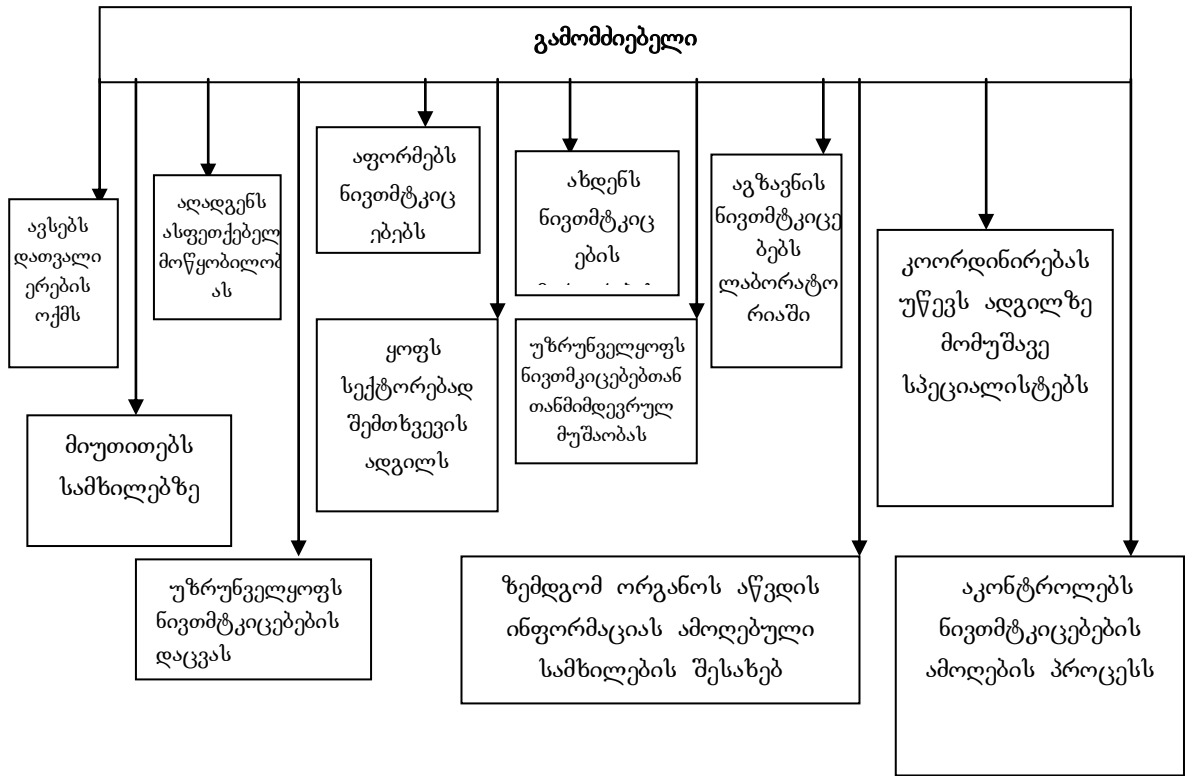 გამომძიებელი
ავსებს
დათვალი
ერების
ოქმს
მიუთითებს
სამხილებზე
აღადგენს
ასფეთქებელ
მოწყობილობ
ას
უზრუნველყოფს
ნივთმტკიცებების
დაცვას
აფორმებს
ნივთმტკიც
ებებს
ყოფს
სექტორებად
შემთხვევის
ადგილს
ახდენს
ნივთმტკიც
ების
უზრუნველყოფს
ნივთმკიცებებთან
თანმიმდევრულ
მუშაობას
აგზავნის
ნივთმტკიცე
ბებს
ლაბორატო
რიაში
ზემდგომ ორგანოს აწვდის
ინფორმაციას ამოღებული
სამხილების შესახებ
კოორდინირებას
უწევს ადგილზე
მომუშავე
სპეციალისტებს
აკონტროლებს
ნივთმტკიცებების
ამოღების პროცესს